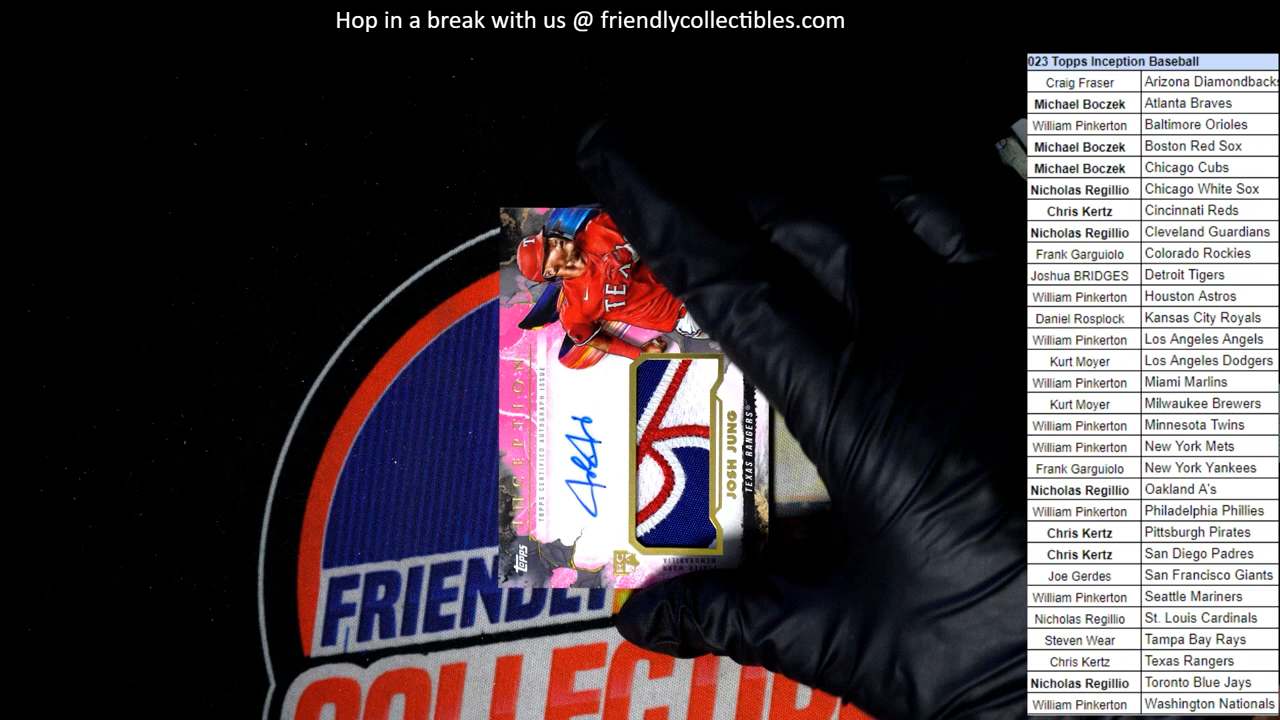 Hop in a break with us @ friendlycollectibles.com
023 Topps Inception Baseball
Craig Fraser Arizona Diamondbacks
Michael Boczek Atlanta Braves
William Pinkerton Baltimore Orioles
Michael Boczek Boston Red Sox
Michael Boczek Chicago Cubs
Nicholas Regillio Chicago White Sox
Chris Kertz Cincinnati Reds
Nicholas Regillio Cleveland Guardians
Frank Garguiolo Colorado Rockies
Joshua BRIDGES Detroit Tigers
William Pinkerton Houston Astros
Daniel Rosplock Kansas City Royals
William Pinkerton Los Angeles Angels
Kurt Moyer Los Angeles Dodgers
William Pinkerton Miami Marlins
Kurt Moyer Milwaukee Brewers
William Pinkerton Minnesota Twins
William Pinkerton New York Mets
Frank Garguiolo New York Yankees
Nicholas Regillio Oakland A's
William Pinkerton Philadelphia Phillies
Chris Kertz Pittsburgh Pirates
Chris Kertz San Diego Padres
Joe Gerdes San Francisco Giants
William Pinkerton Seattle Mariners
Nicholas Regillio St. Louis Cardinals
Steven Wear Tampa Bay Rays
Chris Kertz Texas Rangers
Nicholas Regillio Toronto Blue Jays
William Pinkerton Washington Nationals
INCEPTION
TOPPS CERTIFIED AUTOGRAPH ISSUE
JOSH JUNG
TEXAS RANGERS®
topps
RC
T
TEXA
MEMORABILIA
FRIENDLY
COLLECTIB